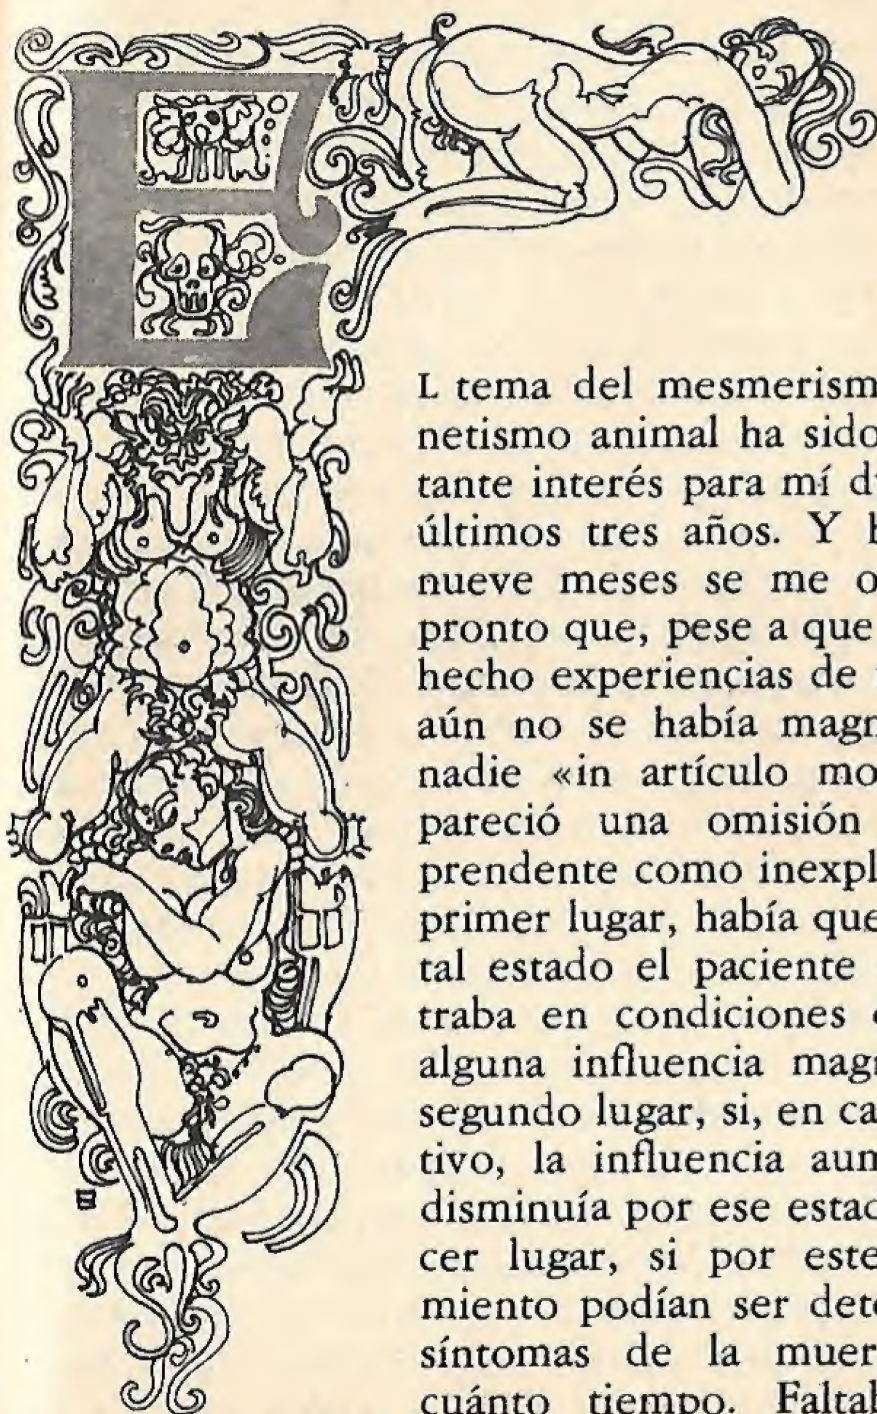 E
L tema del mesmerism
netismo animal ha sido
tante interés para mí d
últimos tres años. Y h
nueve meses se me o
pronto que, pese a que
hecho experiencias de
aún no se había magn
nadie «in artículo mo
pareció una omisión
prendente como inexpl
primer lugar, había que
tal estado el paciente
traba en condiciones
alguna influencia magn
segundo lugar, si, en ca
tivo, la influencia aum
disminuía por ese estad
cer lugar, si por este
miento podían ser dete
síntomas de la muer
cuánto tiempo. Faltab